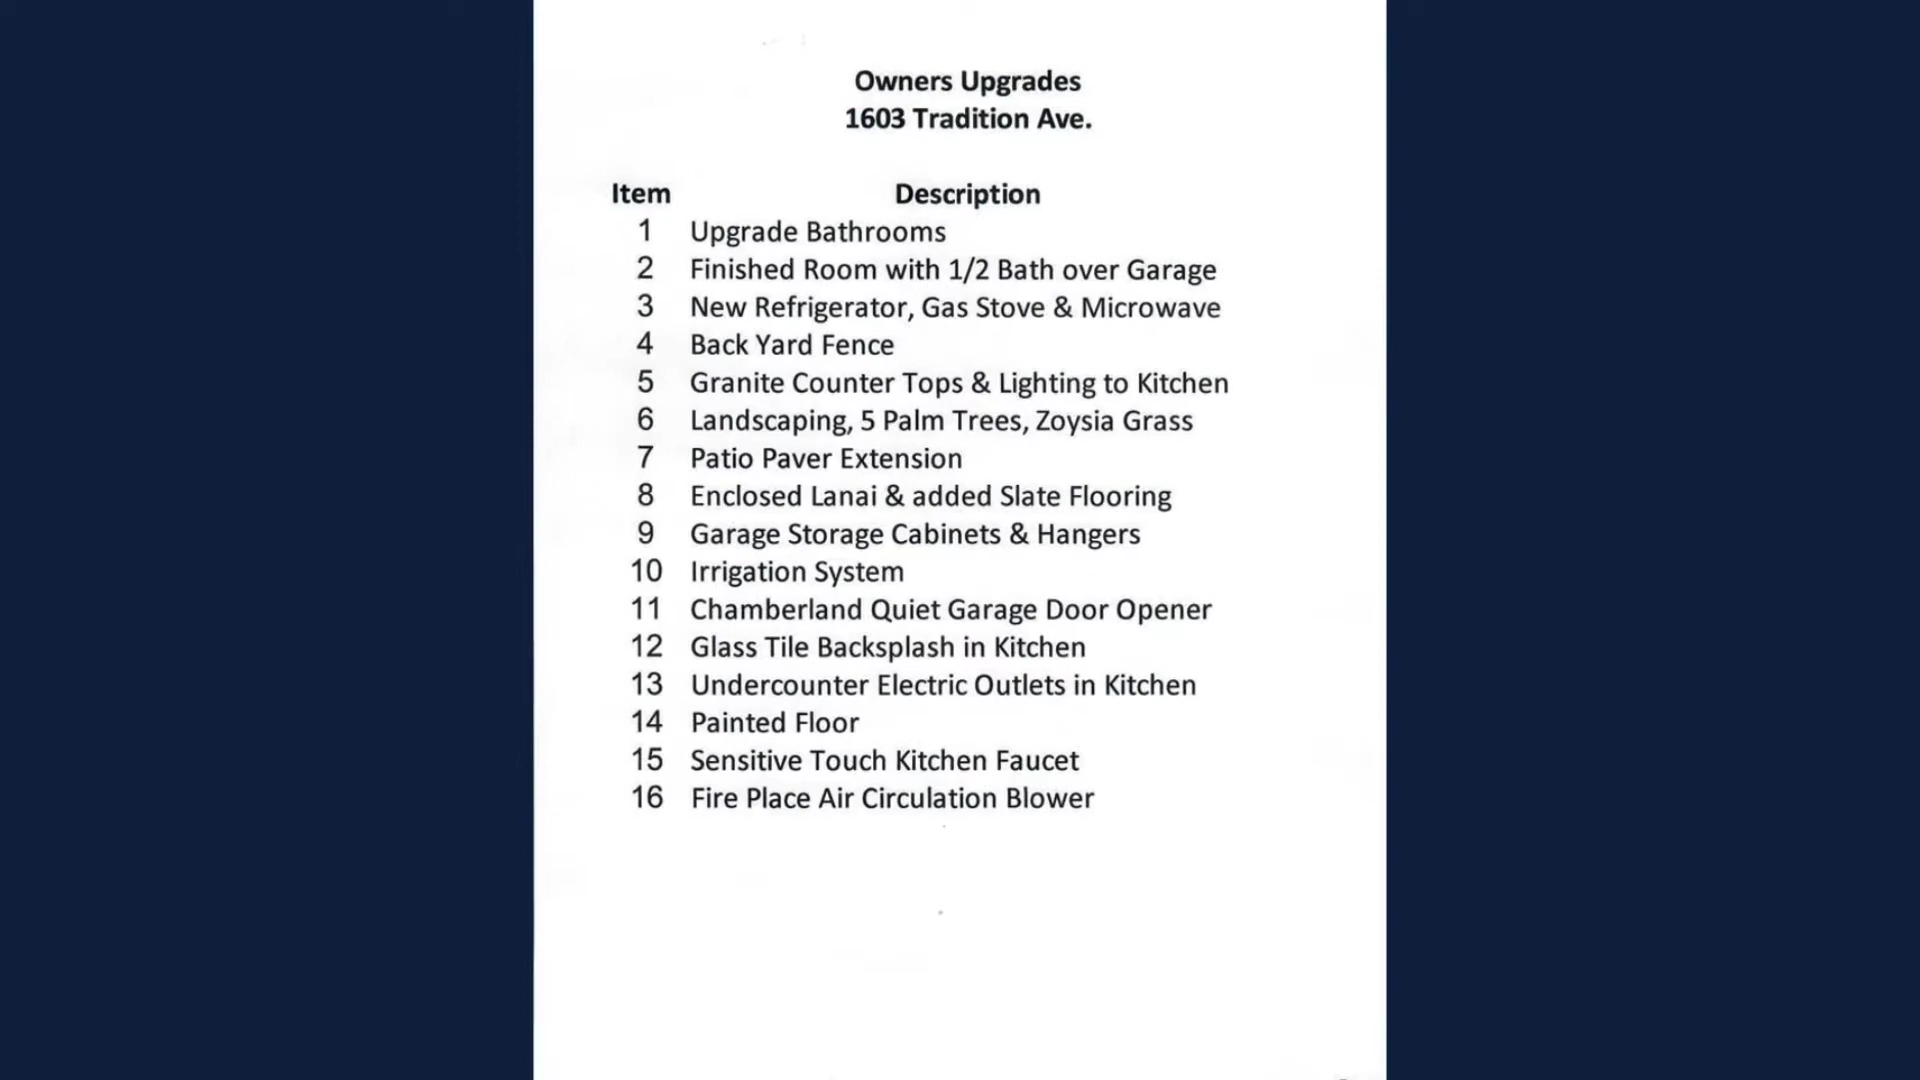 Owners Upgrades
1603 Tradition Ave.
Item Description
1 Upgrade Bathrooms
2 Finished Room with 1/2 Bath over Garage
3 New Refrigerator, Gas Stove & Microwave
4 Back Yard Fence
5 Granite Counter Tops & Lighting to Kitchen
6 Landscaping, 5 Palm Trees, Zoysia Grass
7 Patio Paver Extension
8 Enclosed Lanai & added Slate Flooring
9 Garage Storage Cabinets & Hangers
10 Irrigation System
11 Chamberland Quiet Garage Door Opener
12 Glass Tile Backsplash in Kitchen
13 Undercounter Electric Outlets in Kitchen
14 Painted Floor
15 Sensitive Touch Kitchen Faucet
16 Fire Place Air Circulation Blower